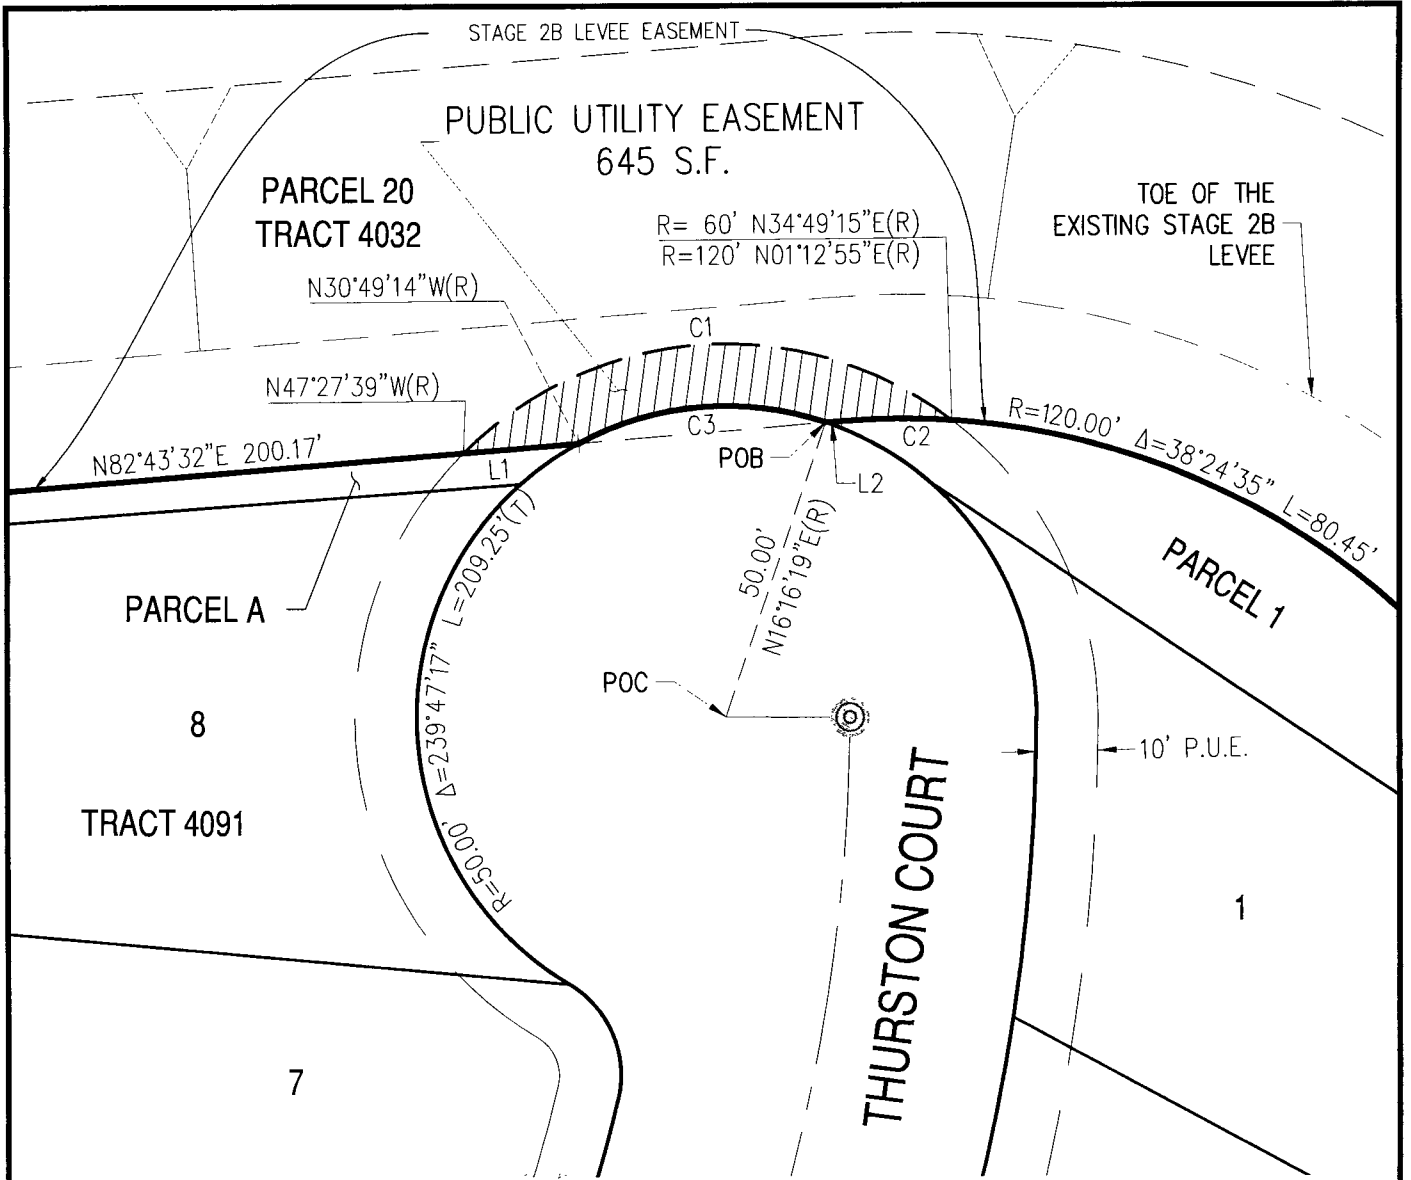 STAGE 2B LEVEE EASEMENT
PUBLIC UTILITY EASEMENT
645 S.F.
PARCEL 20
TRACT 4032
TOE OF THE
EXISTING STAGE 2B
LEVEE
R= 60' N34°49'15"E(R)
R=120' N01°12'55"E(R)
N30°49'14"W(R)
C1
N47°27'39"W(R)
R=120.00' Δ=38°24'35" L=80.45'
C3
C2
N82°43'32"E 200.17'
L1
POB
L2
R=50.00' Δ=239°47'17" L=209.25'(T)
50.00'
N16°16'19"E(R)
PARCEL 1
PARCEL A
POC
8
10' P.U.E.
TRACT 4091
THURSTON COURT
1
7